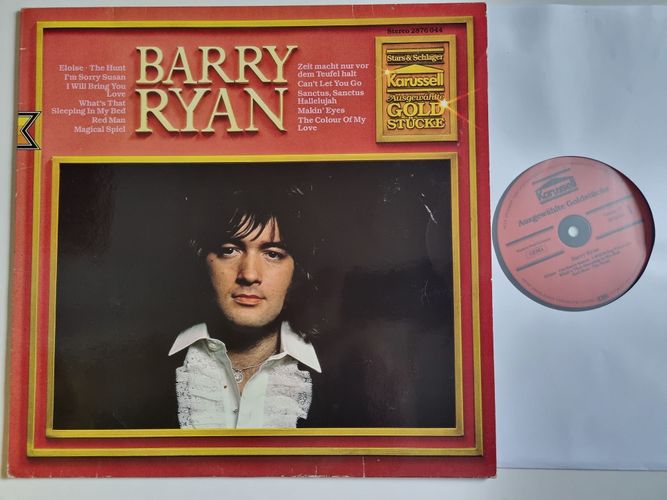 Stereo 2876 044
BARRY
RYAN
Eloise · The Hunt
I'm Sorry Susan
I Will Bring You
Love
What's That
Sleeping In My Bed
Red Man
Magical Spiel
Zeit macht nur vor
dem Teufel halt
Can't Let You Go
Sanctus, Sanctus
Hallelujah
Makin' Eyes
The Colour Of My
Love
Stars & Schlager
Karussell
Ausgewählte
GOLD
STÜCKE
Karussell
Ausgewählte Goldstücke
GEMA
Barry Ryan